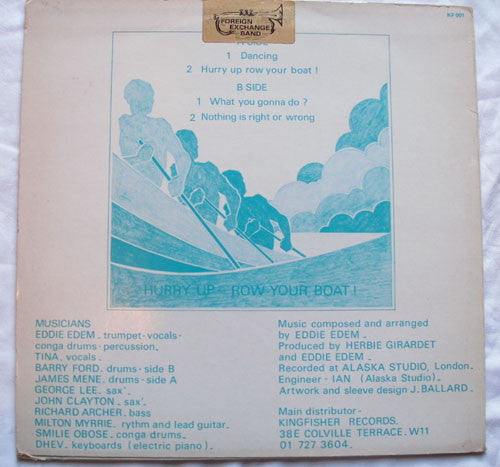 KF 001
FOREIGN
EXCHANGE
BAND
A SIDE
1 Dancing
2 Hurry up row your boat !
B SIDE
1 What you gonna do ?
2 Nothing is right or wrong
HURRY UP - ROW YOUR BOAT !
MUSICIANS
EDDIE EDEM - trumpet - vocals -
conga drums - percussion -
TINA - vocals -
BARRY FORD - drums - side B
JAMES MENE - drums - side A
GEORGE LEE - sax'-
JOHN CLAYTON - sax'-
RICHARD ARCHER - bass
MILTON MYRRIE - rythm and lead guitar -
SMILIE OBOSE - conga drums -
DHEV - keyboards (electric piano) -
Music composed and arranged
by EDDIE EDEM -
Produced by HERBIE GIRARDET
and EDDIE EDEM -
Recorded at ALASKA STUDIO, London -
Engineer - IAN (Alaska Studio) -
Artwork and sleeve design J. BALLARD -
Main distributor -
KINGFISHER RECORDS -
38E COLVILLE TERRACE - W11
01 727 3604 -